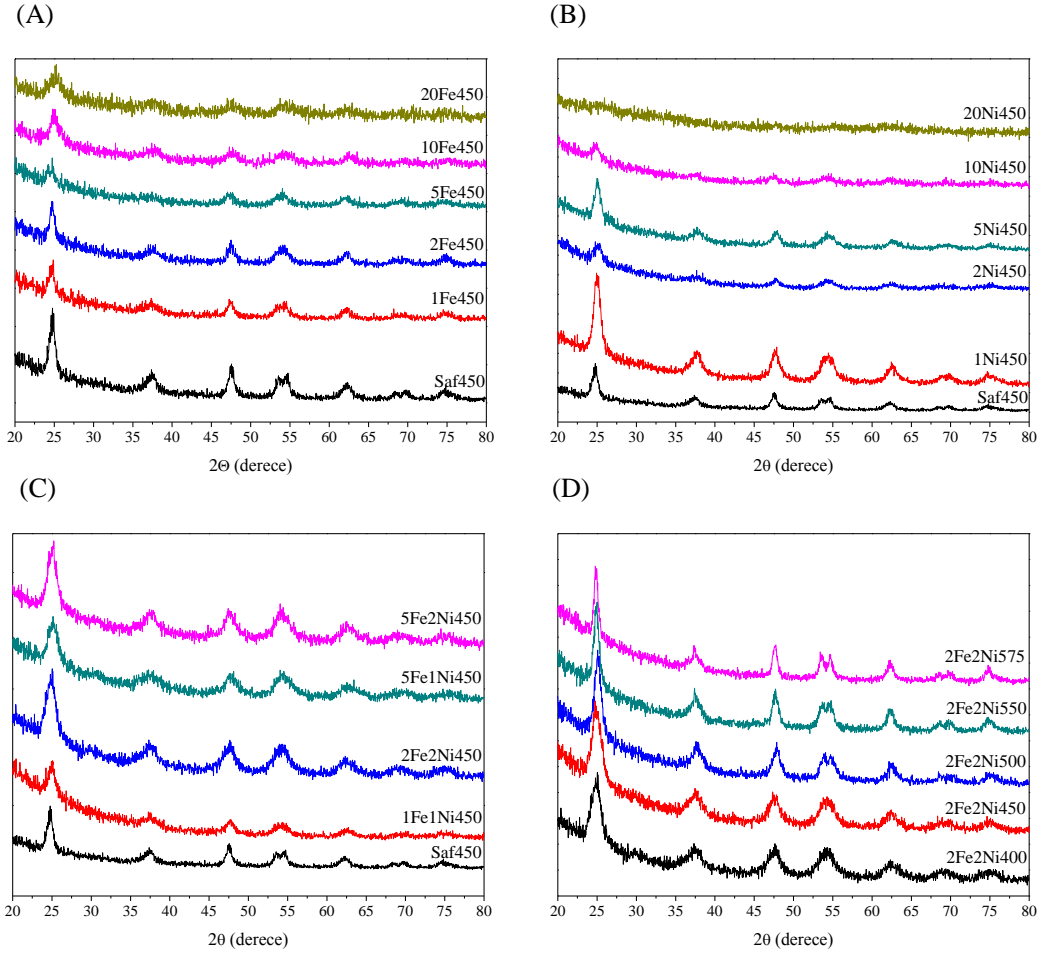 (A)
20Fe450
10Fe450
5Fe450
2Fe450
1Fe450
Saf450
20 25 30 35 40 45 50 55 60 65 70 75 80
2Θ (derece)
(B)
20Ni450
10Ni450
5Ni450
2Ni450
1Ni450
Saf450
20 25 30 35 40 45 50 55 60 65 70 75 80
2θ (derece)
(C)
5Fe2Ni450
5Fe1Ni450
2Fe2Ni450
1Fe1Ni450
Saf450
20 25 30 35 40 45 50 55 60 65 70 75 80
2θ (derece)
(D)
2Fe2Ni575
2Fe2Ni550
2Fe2Ni500
2Fe2Ni450
2Fe2Ni400
20 25 30 35 40 45 50 55 60 65 70 75 80
2θ (derece)